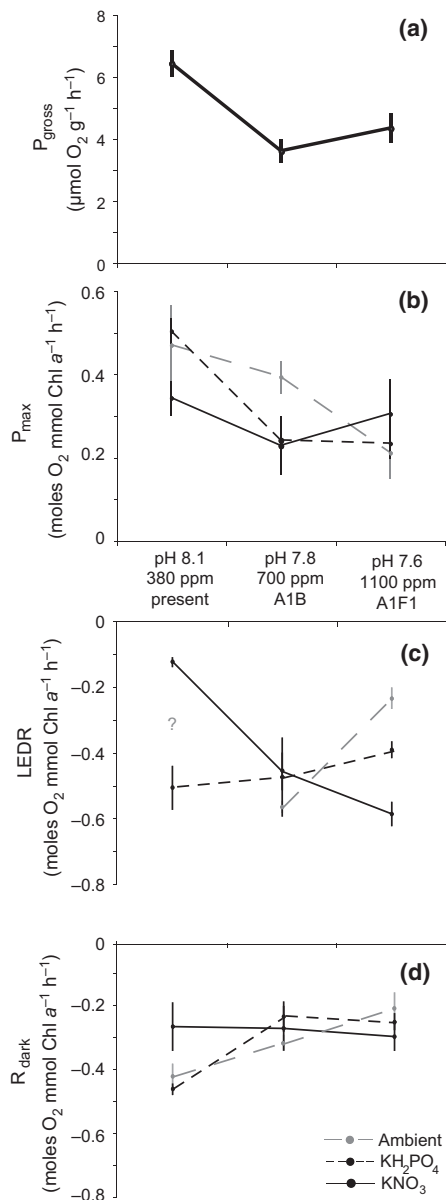 (a)
P gross
(μmol O2 g–1 h–1)
8
6
4
2
0
(b)
Pmax
(moles O2 mmol Chl a–1 h–1)
0.6
0.4
0.2
0
pH 8.1
380 ppm
present
pH 7.8
700 ppm
A1B
pH 7.6
1100 ppm
A1F1
(c)
LEDR
(moles O2 mmol Chl a–1 h–1)
0
–0.2
–0.4
–0.6
–0.8
?
(d)
R dark
(moles O2 mmol Chl a–1 h–1)
0
–0.2
–0.4
–0.6
–0.8
Ambient
KH2PO4
KNO3